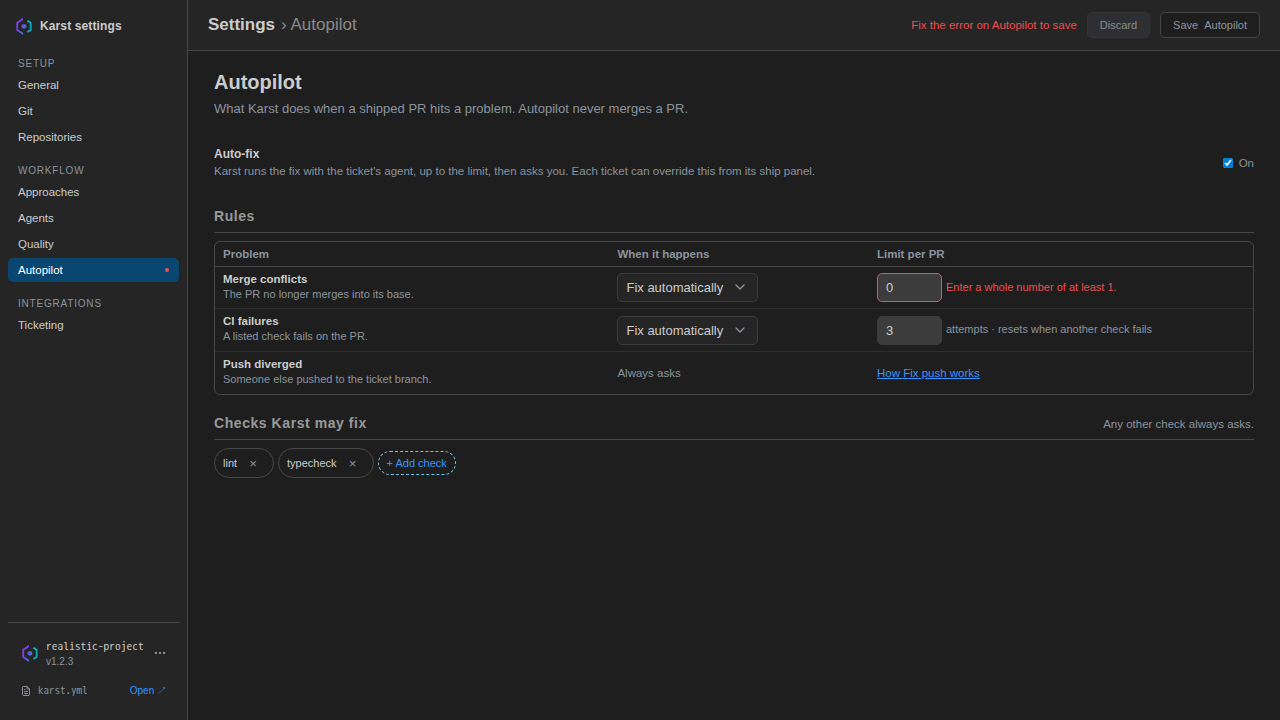 Karst settings
Settings › Autopilot
Fix the error on Autopilot to save
Discard
Save Autopilot
SETUP
General
Git
Repositories
WORKFLOW
Approaches
Agents
Quality
Autopilot
INTEGRATIONS
Ticketing
realistic-project
v1.2.3
karst.yml
Open ↗
Autopilot
What Karst does when a shipped PR hits a problem. Autopilot never merges a PR.
Auto-fix
Karst runs the fix with the ticket's agent, up to the limit, then asks you. Each ticket can override this from its ship panel.
On
Rules
Problem When it happens Limit per PR
Merge conflicts
The PR no longer merges into its base.
Fix automatically
0 Enter a whole number of at least 1.
CI failures
A listed check fails on the PR.
Fix automatically
3 attempts · resets when another check fails
Push diverged
Someone else pushed to the ticket branch.
Always asks
How Fix push works
Checks Karst may fix
Any other check always asks.
lint ×
typecheck ×
+ Add check